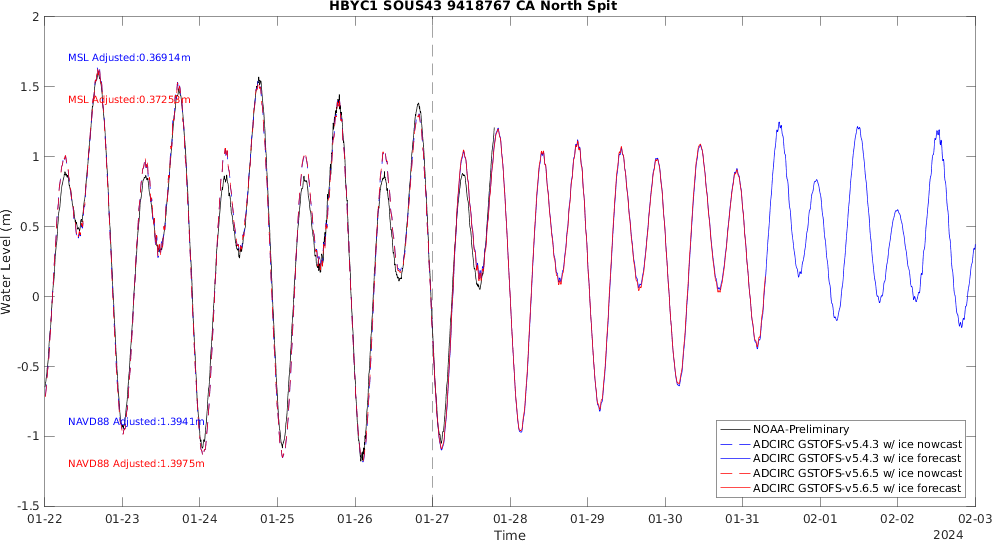 HBYC1 SOUS43 9418767 CA North Spit
2
1.5
1
0.5
0
-0.5
-1
-1.5
Water Level (m)
MSL Adjusted:0.36914m
MSL Adjusted:0.3725 m
NAVD88 Adjusted:1.3941m
NAVD88 Adjusted:1.3975m
NOAA-Preliminary
ADCIRC GSTOFS-v5.4.3 w/ ice nowcast
ADCIRC GSTOFS-v5.4.3 w/ ice forecast
ADCIRC GSTOFS-v5.6.5 w/ ice nowcast
ADCIRC GSTOFS-v5.6.5 w/ ice forecast
01-22 01-23 01-24 01-25 01-26 01-27 01-28 01-29 01-30 01-31 02-01 02-02 02-03
Time
2024